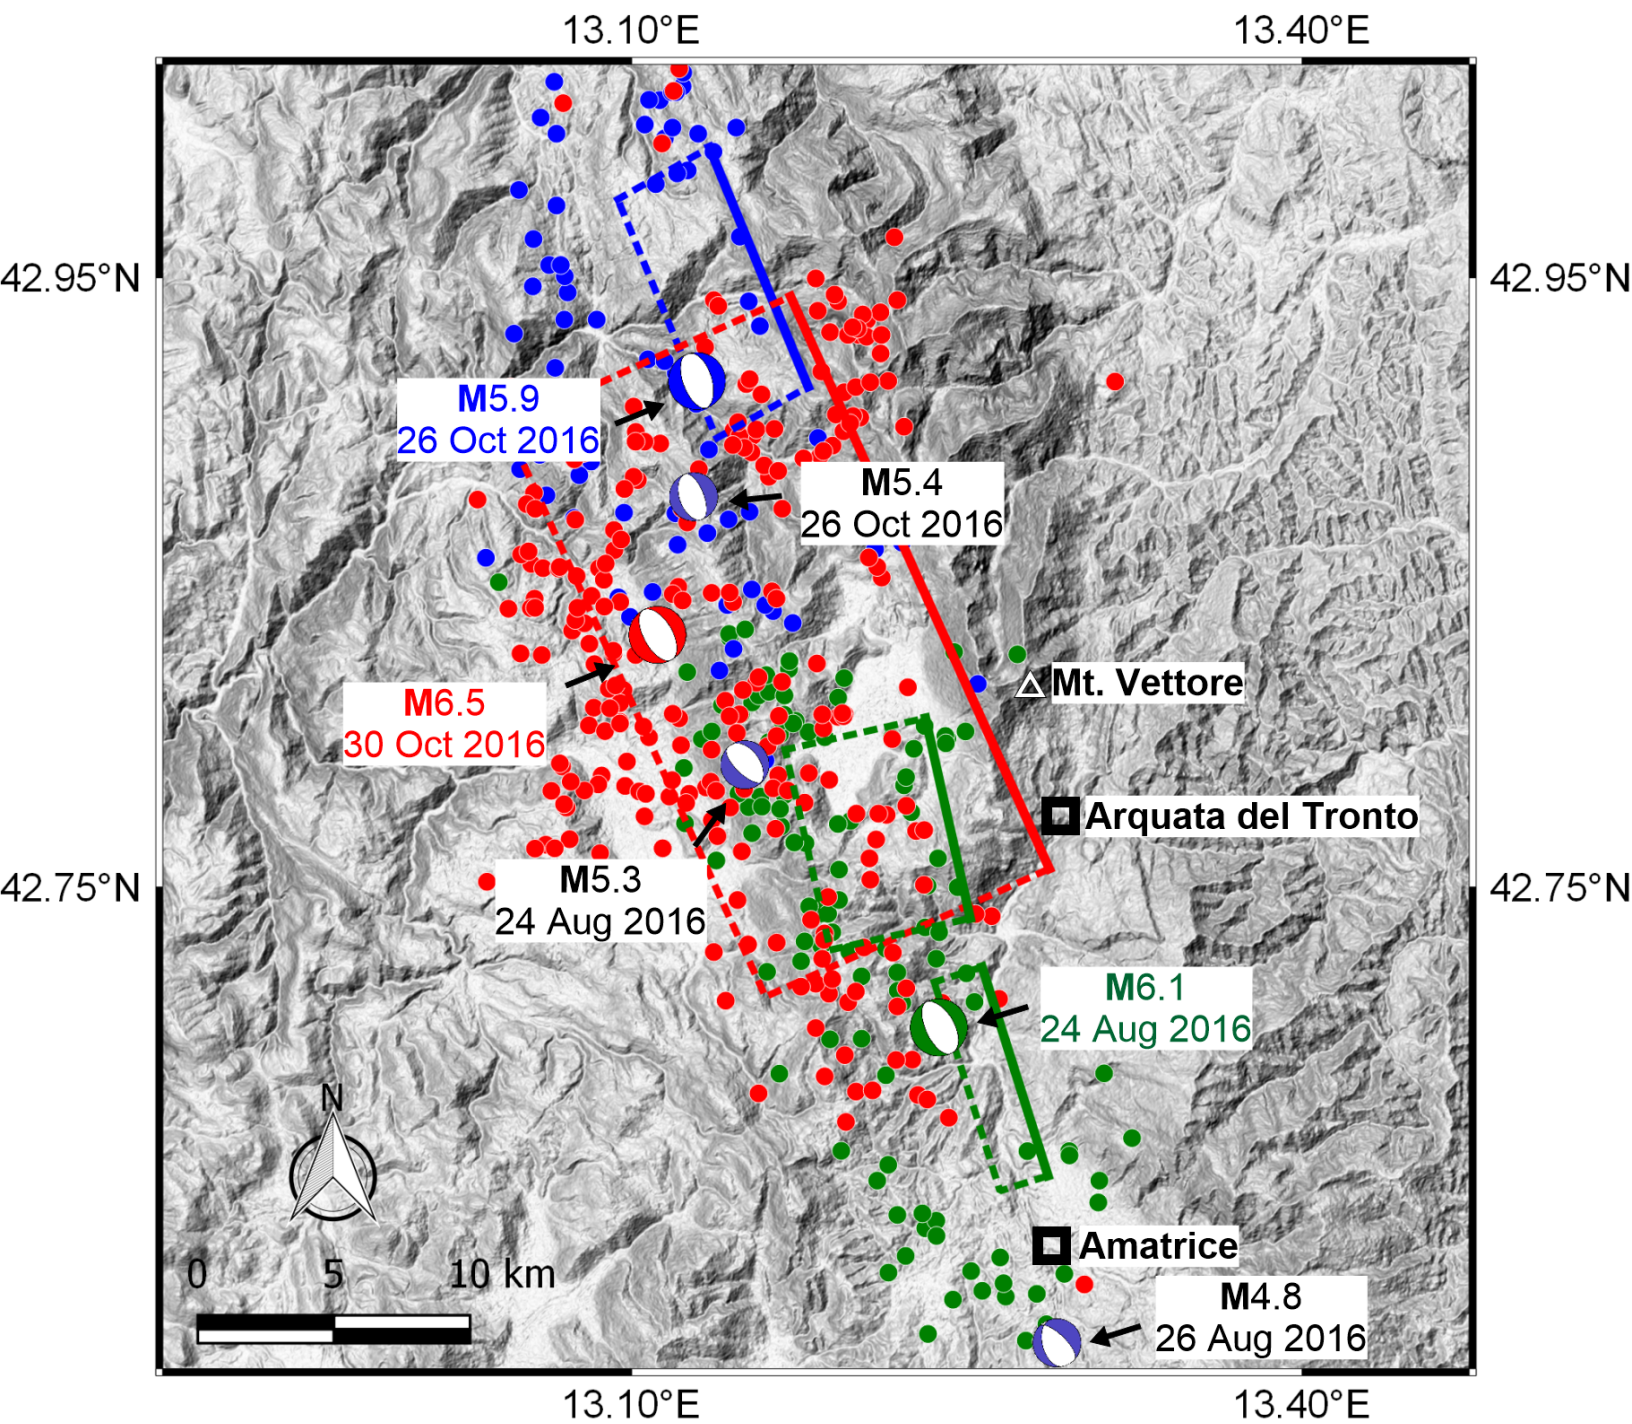 13.10°E
13.40°E
42.95°N
42.95°N
M5.9
26 Oct 2016
M5.4
26 Oct 2016
Mt. Vettore
M6.5
30 Oct 2016
Arquata del Tronto
M5.3
24 Aug 2016
42.75°N
42.75°N
M6.1
24 Aug 2016
N
Amatrice
0 5 10 km
M4.8
26 Aug 2016
13.10°E
13.40°E